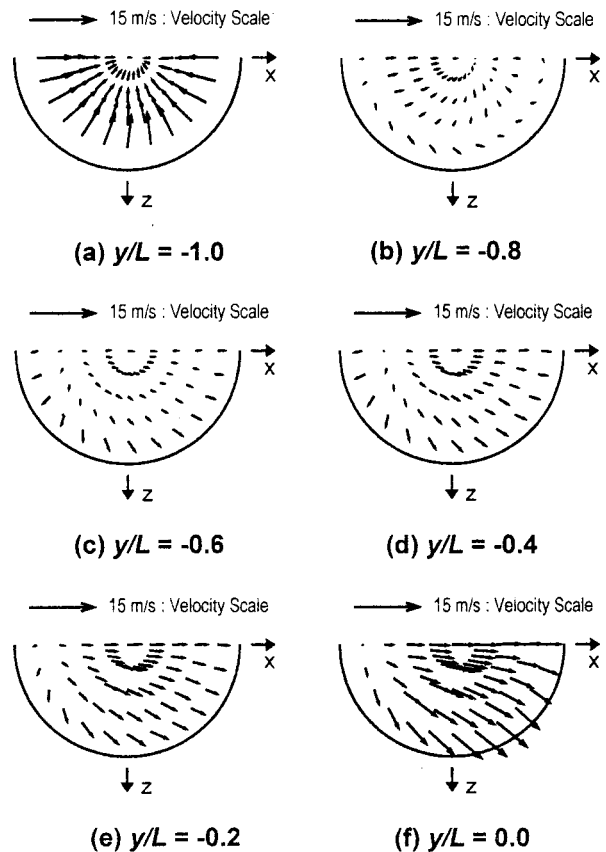 15 m/s : Velocity Scale
15 m/s : Velocity Scale
x
x
z
z
(a) y/L = -1.0
(b) y/L = -0.8
15 m/s : Velocity Scale
15 m/s : Velocity Scale
x
x
z
z
(c) y/L = -0.6
(d) y/L = -0.4
15 m/s : Velocity Scale
15 m/s : Velocity Scale
x
x
z
z
(e) y/L = -0.2
(f) y/L = 0.0